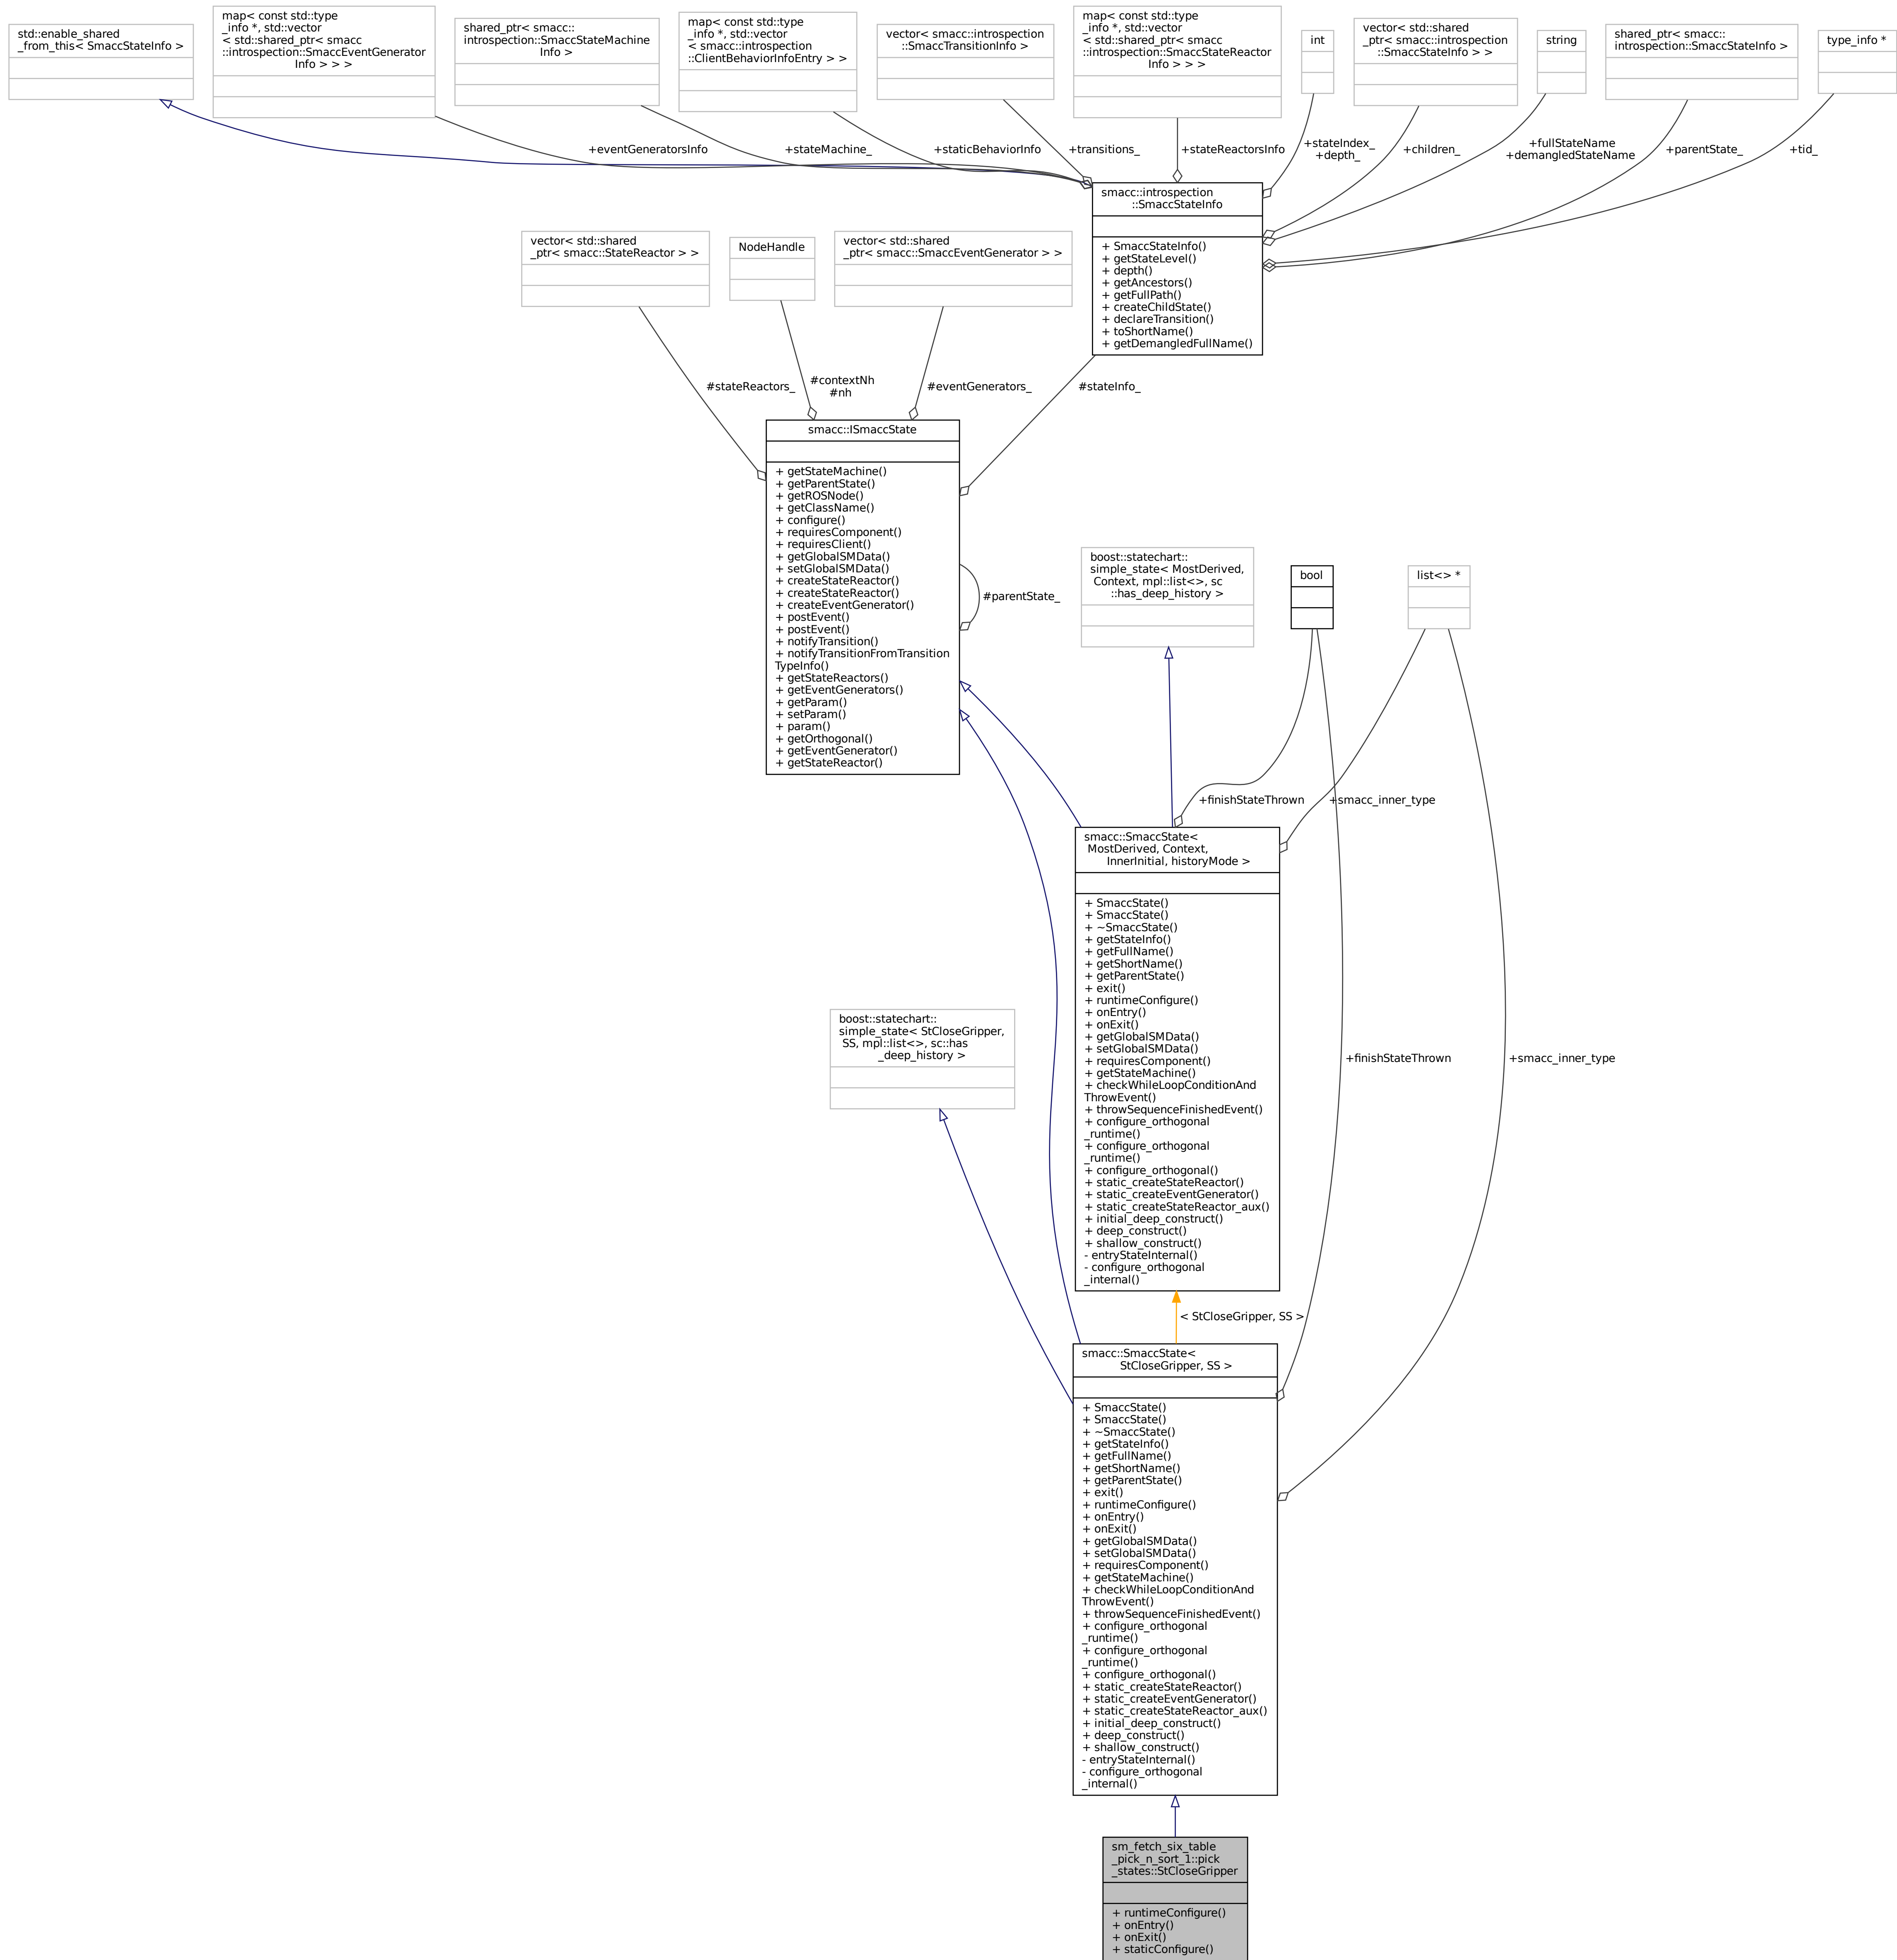 std::enable_shared
_from_this< SmaccStateInfo >
map< const std::type
_info *, std::vector
< std::shared_ptr< smacc
::introspection::SmaccEventGenerator
Info > > >
shared_ptr< smacc::
introspection::SmaccStateMachine
Info >
map< const std::type
_info *, std::vector
< smacc::introspection
::ClientBehaviorInfoEntry > >
vector< smacc::introspection
::SmaccTransitionInfo >
map< const std::type
_info *, std::vector
< std::shared_ptr< smacc
::introspection::SmaccStateReactor
Info > > >
int
vector< std::shared
_ptr< smacc::introspection
::SmaccStateInfo > >
string
shared_ptr< smacc::
introspection::SmaccStateInfo >
type_info *
+eventGeneratorsInfo
+stateMachine_
+staticBehaviorInfo
+transitions_
+stateReactorsInfo
+stateIndex_
+depth_
+children_
+fullStateName
+demangledStateName
+parentState_
+tid_
smacc::introspection
::SmaccStateInfo
+ SmaccStateInfo()
+ getStateLevel()
+ depth()
+ getAncestors()
+ getFullPath()
+ createChildState()
+ declareTransition()
+ toShortName()
+ getDemangledFullName()
vector< std::shared
_ptr< smacc::StateReactor > >
NodeHandle
vector< std::shared
_ptr< smacc::SmaccEventGenerator > >
#stateReactors_
#contextNh
#nh
#eventGenerators_
#stateInfo_
smacc::ISmaccState
+ getStateMachine()
+ getParentState()
+ getROSNode()
+ getClassName()
+ configure()
+ requiresComponent()
+ requiresClient()
+ getGlobalSMData()
+ setGlobalSMData()
+ createStateReactor()
+ createStateReactor()
+ createEventGenerator()
+ postEvent()
+ postEvent()
+ notifyTransition()
+ notifyTransitionFromTransition
TypeInfo()
+ getStateReactors()
+ getEventGenerators()
+ getParam()
+ setParam()
+ param()
+ getOrthogonal()
+ getEventGenerator()
+ getStateReactor()
#parentState_
boost::statechart::
simple_state< MostDerived,
Context, mpl::list<>, sc
::has_deep_history >
bool
list<> *
+finishStateThrown
+smacc_inner_type
smacc::SmaccState<
MostDerived, Context,
InnerInitial, historyMode >
+ SmaccState()
+ SmaccState()
+ ~SmaccState()
+ getStateInfo()
+ getFullName()
+ getShortName()
+ getParentState()
+ exit()
+ runtimeConfigure()
+ onEntry()
+ onExit()
+ getGlobalSMData()
+ setGlobalSMData()
+ requiresComponent()
+ getStateMachine()
+ checkWhileLoopConditionAnd
ThrowEvent()
+ throwSequenceFinishedEvent()
+ configure_orthogonal
_runtime()
+ configure_orthogonal
_runtime()
+ configure_orthogonal()
+ static_createStateReactor()
+ static_createEventGenerator()
+ static_createStateReactor_aux()
+ initial_deep_construct()
+ deep_construct()
+ shallow_construct()
- entryStateInternal()
- configure_orthogonal
_internal()
boost::statechart::
simple_state< StCloseGripper,
SS, mpl::list<>, sc::has
_deep_history >
+finishStateThrown
+smacc_inner_type
< StCloseGripper, SS >
smacc::SmaccState<
StCloseGripper, SS >
+ SmaccState()
+ SmaccState()
+ ~SmaccState()
+ getStateInfo()
+ getFullName()
+ getShortName()
+ getParentState()
+ exit()
+ runtimeConfigure()
+ onEntry()
+ onExit()
+ getGlobalSMData()
+ setGlobalSMData()
+ requiresComponent()
+ getStateMachine()
+ checkWhileLoopConditionAnd
ThrowEvent()
+ throwSequenceFinishedEvent()
+ configure_orthogonal
_runtime()
+ configure_orthogonal
_runtime()
+ configure_orthogonal()
+ static_createStateReactor()
+ static_createEventGenerator()
+ static_createStateReactor_aux()
+ initial_deep_construct()
+ deep_construct()
+ shallow_construct()
- entryStateInternal()
- configure_orthogonal
_internal()
sm_fetch_six_table
_pick_n_sort_1::pick
_states::StCloseGripper
+ runtimeConfigure()
+ onEntry()
+ onExit()
+ staticConfigure()